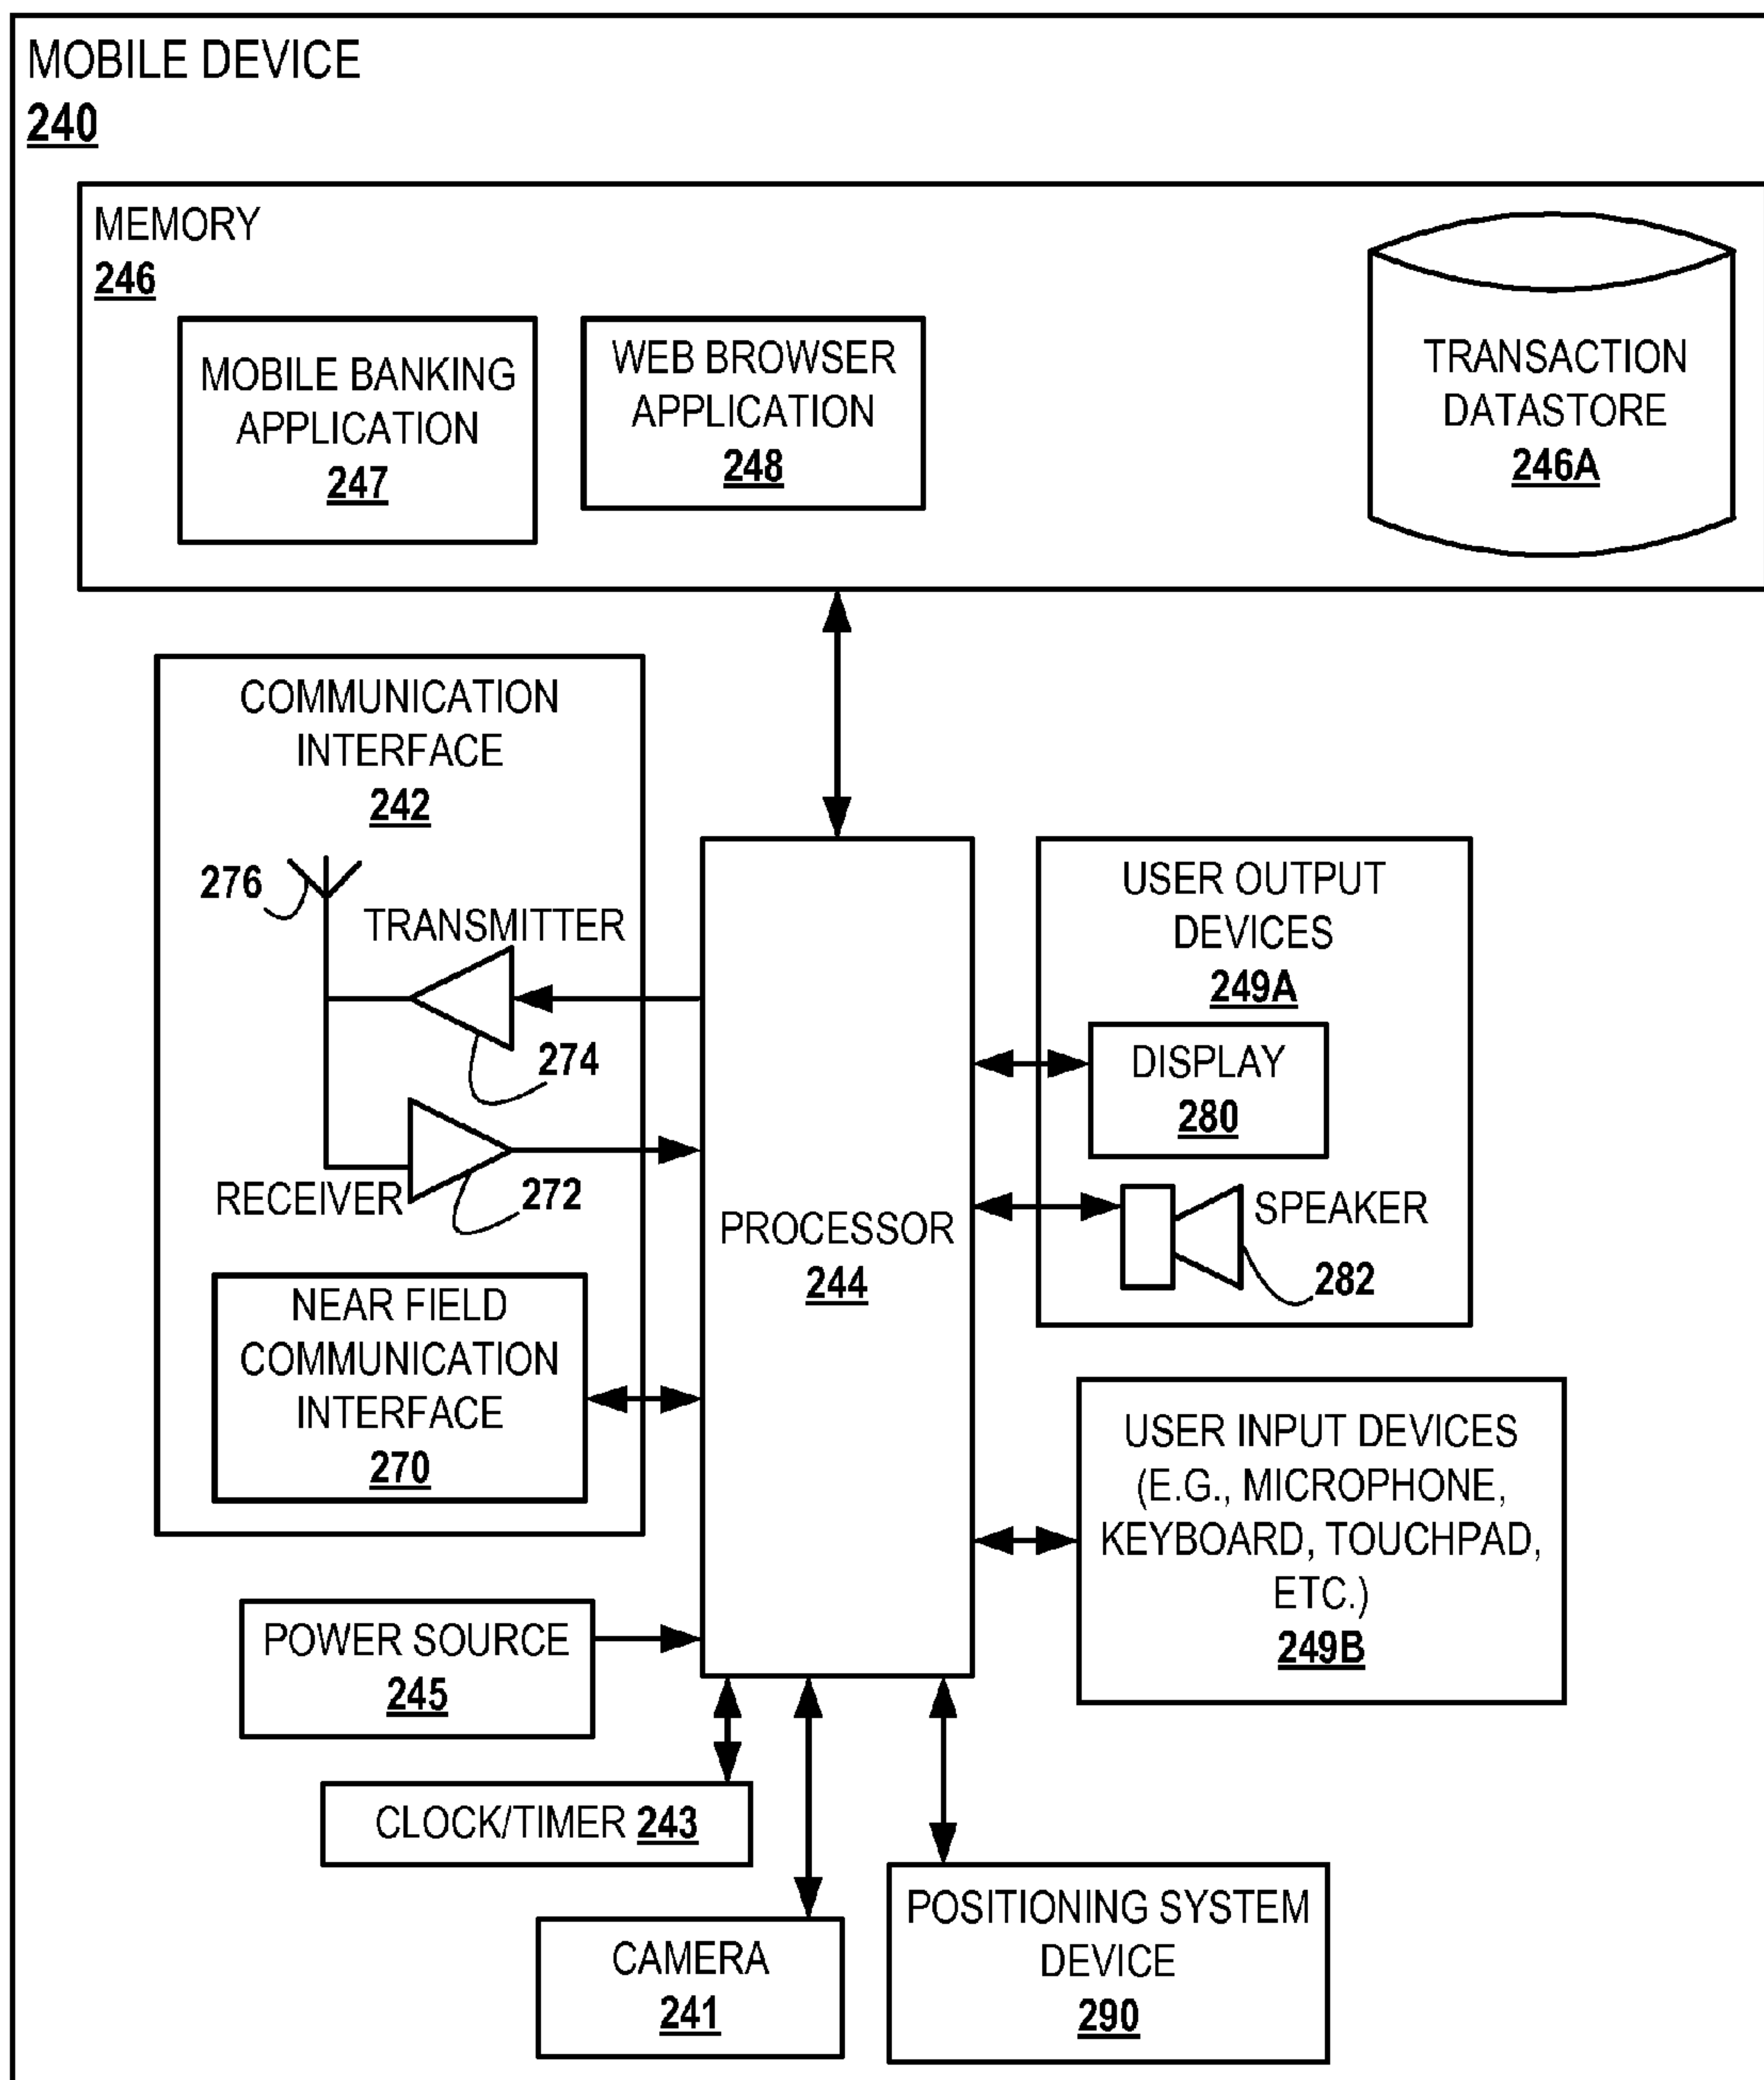 MOBILE DEVICE
240
MEMORY
246
MOBILE BANKING
APPLICATION
247
WEB BROWSER
APPLICATION
248
TRANSACTION
DATASTORE
246A
COMMUNICATION
INTERFACE
242
276
TRANSMITTER
274
RECEIVER
272
NEAR FIELD
COMMUNICATION
INTERFACE
270
PROCESSOR
244
USER OUTPUT
DEVICES
249A
DISPLAY
280
SPEAKER
282
USER INPUT DEVICES
(E.G., MICROPHONE,
KEYBOARD, TOUCHPAD,
ETC.)
249B
POWER SOURCE
245
CLOCK/TIMER 243
CAMERA
241
POSITIONING SYSTEM
DEVICE
290